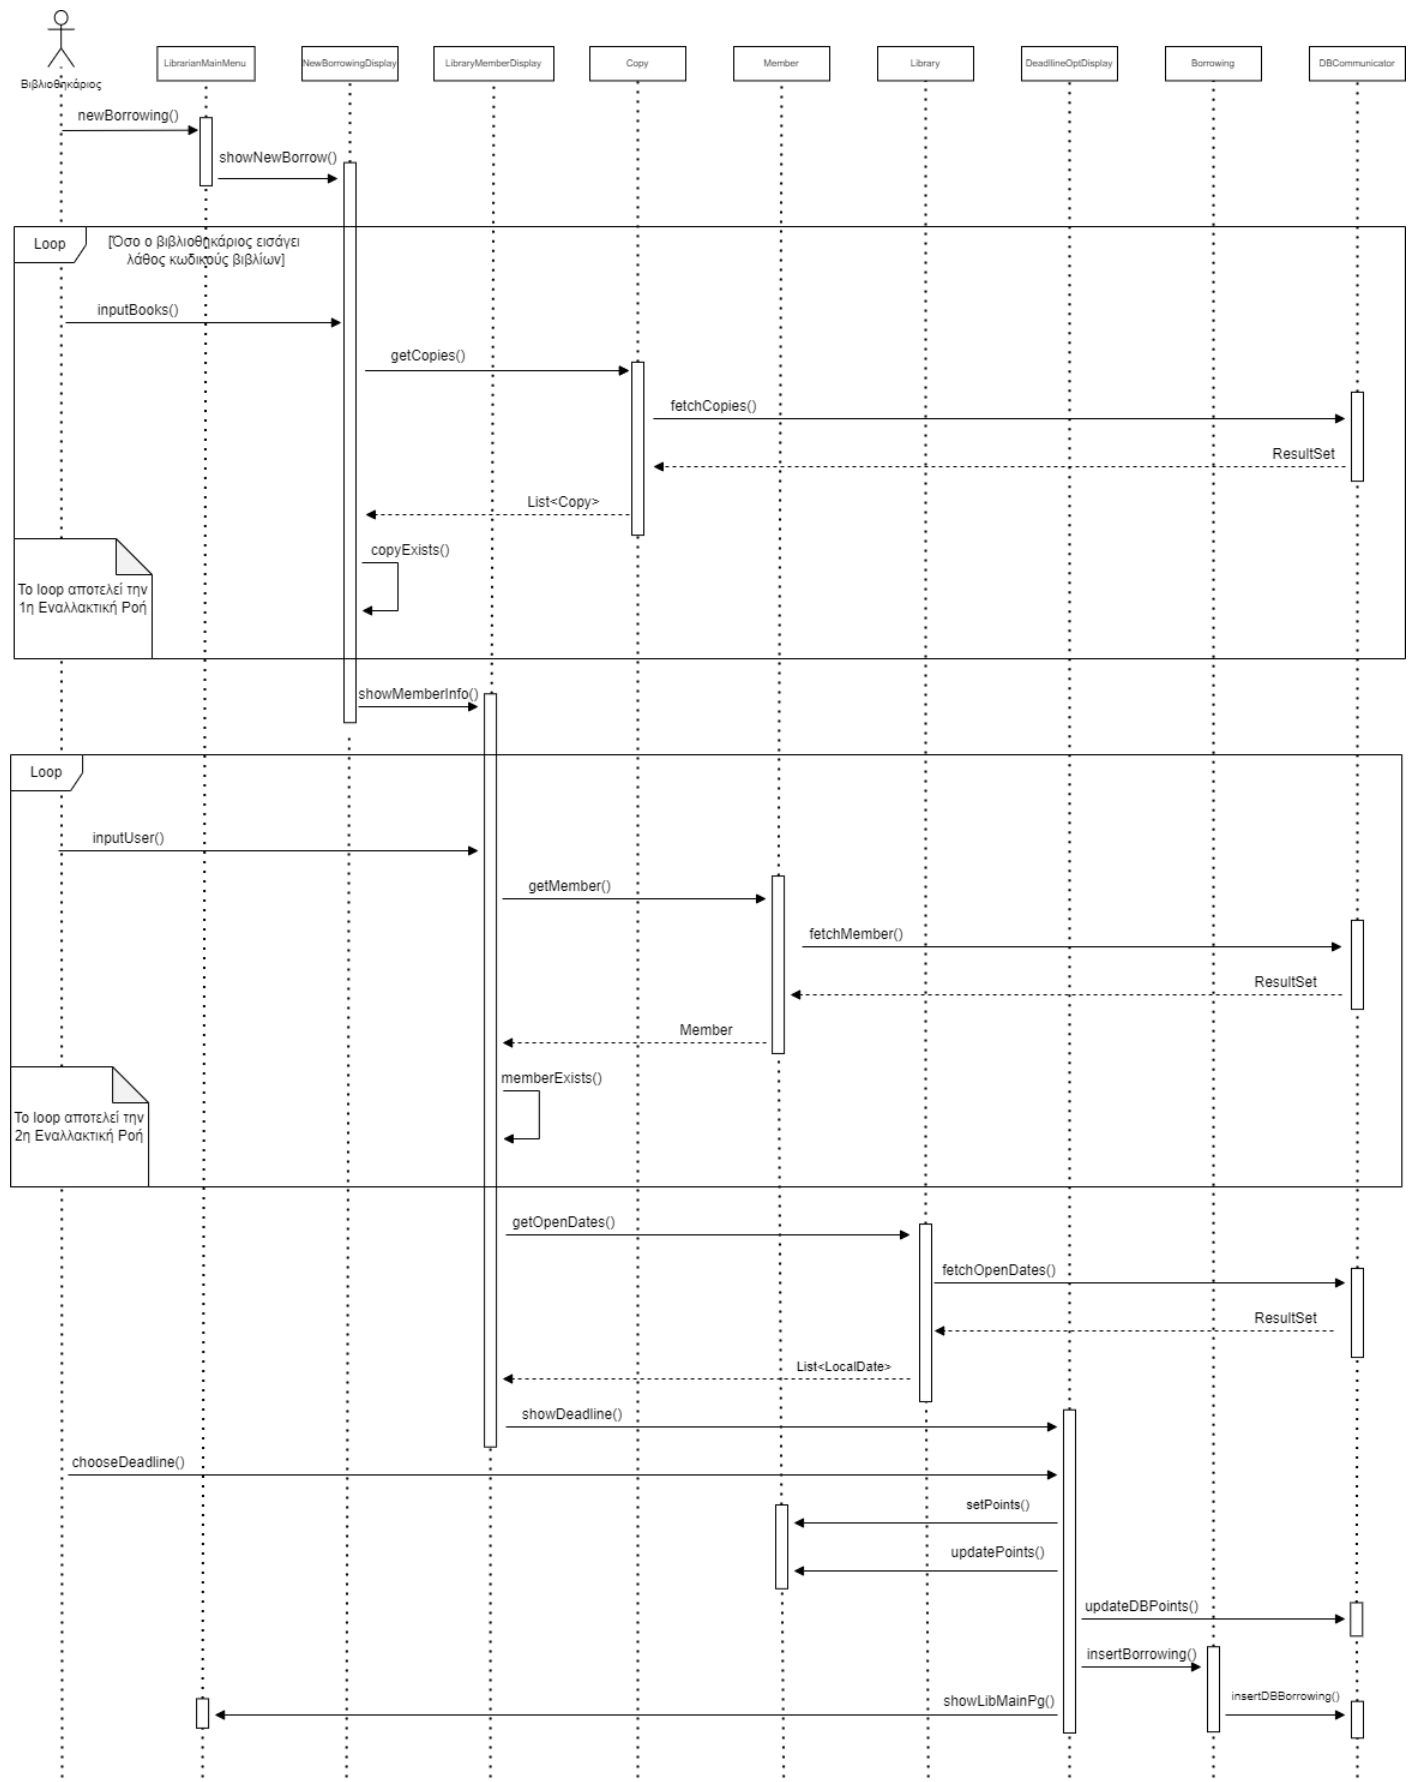 Βιβλιοθηκάριος
LibrarianMainMenu
NewBorrowingDisplay
LibraryMemberDisplay
Copy
Member
Library
DeadlineOptDisplay
Borrowing
DBCommunicator
newBorrowing()
showNewBorrow()
Loop
[Όσο ο βιβλιοθηκάριος εισάγει
λάθος κωδικούς βιβλίων]
inputBooks()
getCopies()
fetchCopies()
ResultSet
List<Copy>
copyExists()
Το loop αποτελεί την
1η Εναλλακτική Ροή
showMemberInfo()
Loop
inputUser()
getMember()
fetchMember()
ResultSet
Member
memberExists()
Το loop αποτελεί την
2η Εναλλακτική Ροή
getOpenDates()
fetchOpenDates()
ResultSet
List<LocalDate>
showDeadline()
chooseDeadline()
setPoints()
updatePoints()
updateDBPoints()
insertBorrowing()
showLibMainPg()
insertDBBorrowing()